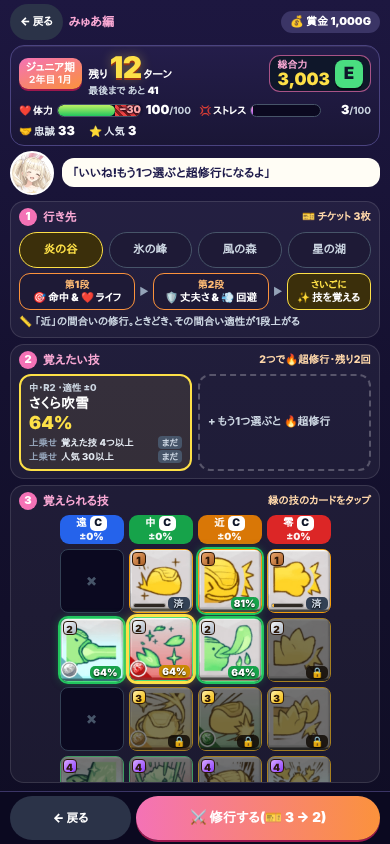 ← 戻る
みゅあ編
💰 賞金 1,000G
ジュニア期
2年目 1月
残り 12 ターン
最後まで あと 41
総合力
3,003
E
❤️ 体力 -30 100/100
💢 ストレス 3/100
🤝 忠誠 33
⭐ 人気 3
「いいね!もう1つ選ぶと超修行になるよ」
1 行き先
🎫 チケット 3枚
炎の谷
氷の峰
風の森
星の湖
第1段
🎯 命中 & ❤️ ライフ
▶
第2段
🛡️ 丈夫さ & 💨 回避
▶
さいごに
✨ 技を覚える
📏 「近」の間合いの修行。ときどき、その間合い適性が1段上がる
2 覚えたい技
2つで🔥超修行・残り2回
中・R2 ・適性 ±0
さくら吹雪
64%
上乗せ 覚えた技 4つ以上 まだ
上乗せ 人気 30以上 まだ
+ もう1つ選ぶと 🔥超修行
3 覚えられる技
緑の技のカードをタップ
遠 C
±0%
中 C
±0%
近 C
±0%
零 C
±0%
×
1 済
1 81%
1 済
2 64%
2 64%
2 64%
2 🔒
×
3 🔒
3 🔒
3 🔒
4
4
4
4
← 戻る
⚔️ 修行する(🎫 3 → 2)